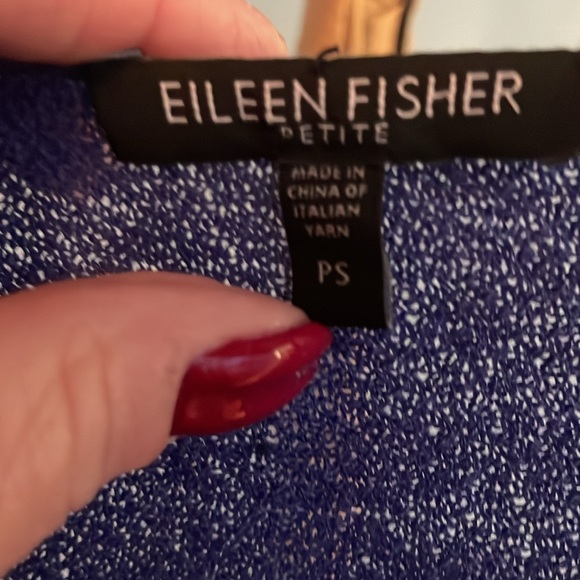 EILEEN FISHER
PETITE
MADE IN
CHINA OF
ITALIAN
YARN
PS